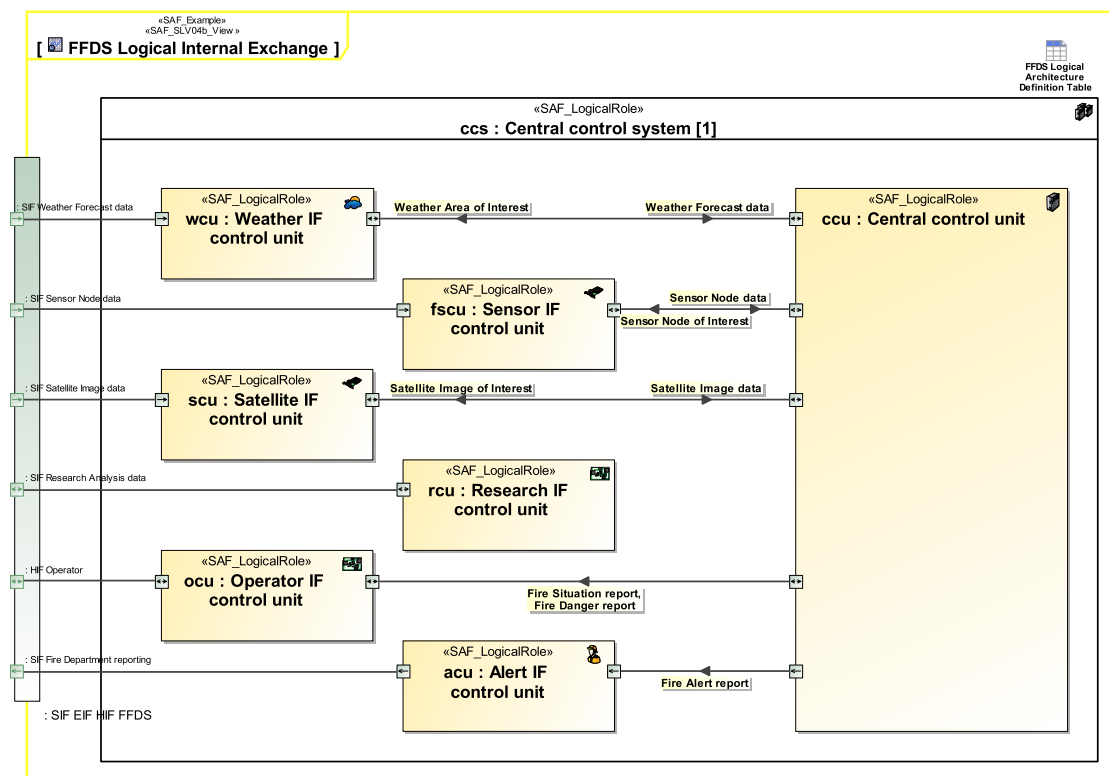 «SAF_Example»
«SAF_SLV04b_View »
[ FFDS Logical Internal Exchange ]
FFDS Logical
Architecture
Definition Table
«SAF_LogicalRole»
ccs : Central control system [1]
: SIF Weather Forecast data
«SAF_LogicalRole»
wcu : Weather IF
control unit
Weather Area of Interest
Weather Forecast data
«SAF_LogicalRole»
ccu : Central control unit
: SIF Sensor Node data
«SAF_LogicalRole»
fscu : Sensor IF
control unit
Sensor Node data
Sensor Node of Interest
: SIF Satellite Image data
«SAF_LogicalRole»
scu : Satellite IF
control unit
Satellite Image of Interest
Satellite Image data
: SIF Research Analysis data
«SAF_LogicalRole»
rcu : Research IF
control unit
: HIF Operator
«SAF_LogicalRole»
ocu : Operator IF
control unit
Fire Situation report,
Fire Danger report
: SIF Fire Department reporting
«SAF_LogicalRole»
acu : Alert IF
control unit
Fire Alert report
: SIF EIF HIF FFDS